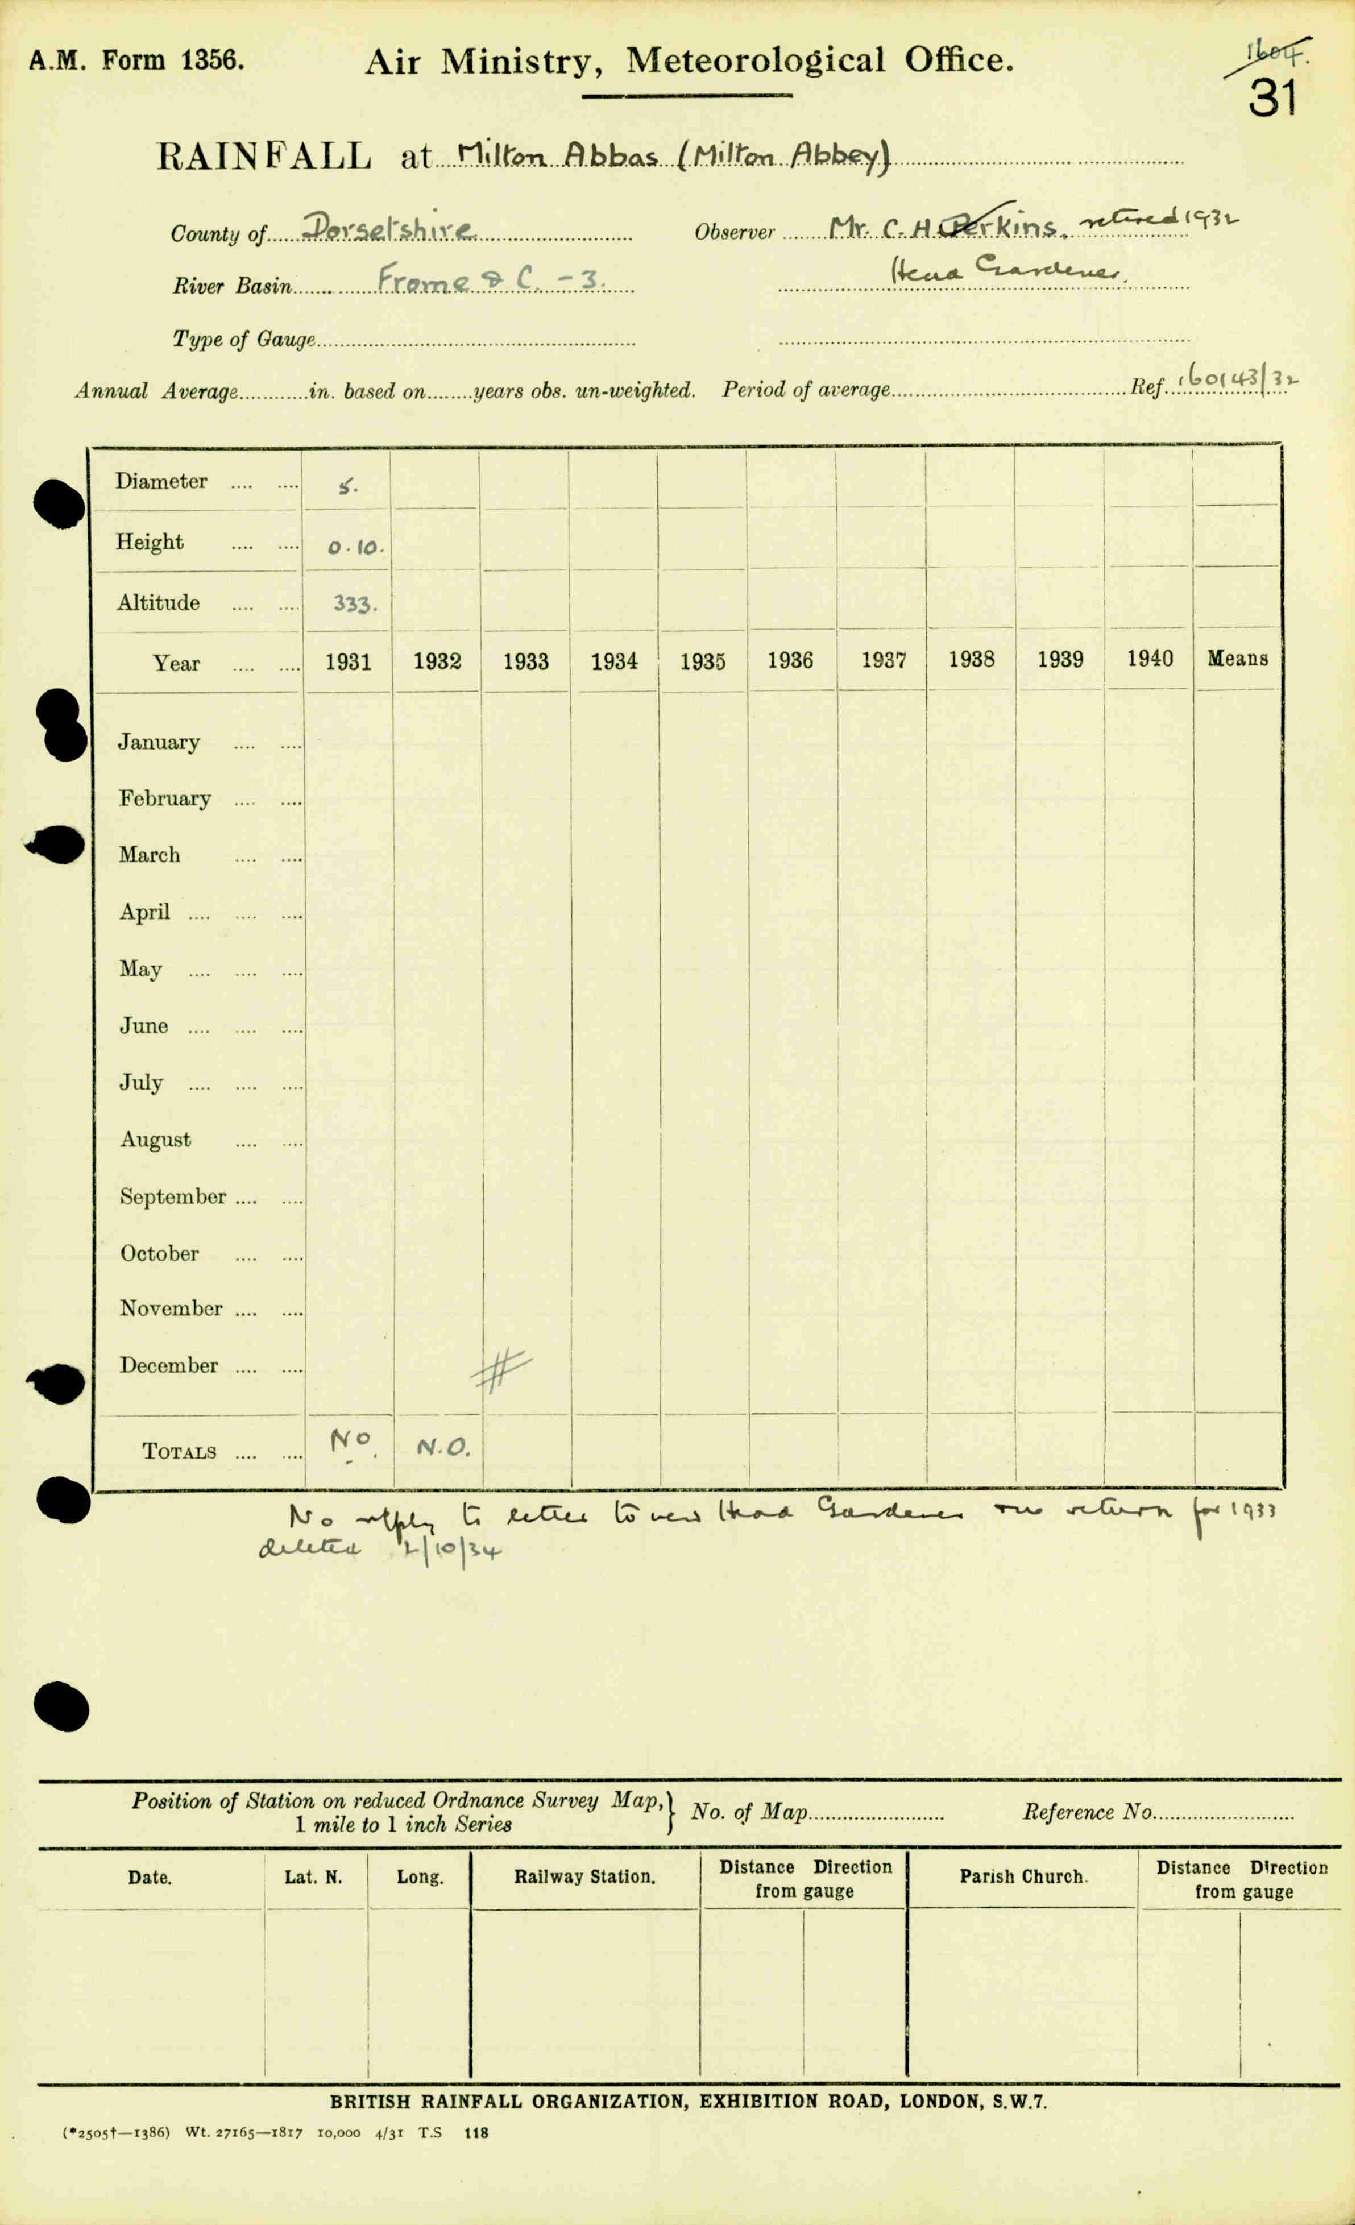 A.M. Form 1356.
Air Ministry, Meteorological Office.
1604.
31
RAINFALL at Milton Abbas (Milton Abbey)
County of Dorsetshire
Observer Mr. C. H. Perkins. retired 1932
River Basin Frome & C. - 3.
Head Gardener.
Type of Gauge
Annual Average in. based on years obs. un-weighted. Period of average Ref. 160143/32
Diameter 5.
Height 0.10.
Altitude 333.
Year 1931 1932 1933 1934 1935 1936 1937 1938 1939 1940 Means
January
February
March
April
May
June
July
August
September
October
November
December #
TOTALS NO. N.O.
No reply to letter to new Head Gardener no return for 1933
deleted 2/10/34
Position of Station on reduced Ordnance Survey Map,
1 mile to 1 inch Series
No. of Map
Reference No.
Date. Lat. N. Long. Railway Station. Distance Direction from gauge Parish Church. Distance Direction from gauge
BRITISH RAINFALL ORGANIZATION, EXHIBITION ROAD, LONDON, S.W.7.
(*2505†—1386) Wt. 27165—1817 10,000 4/31 T.S 118